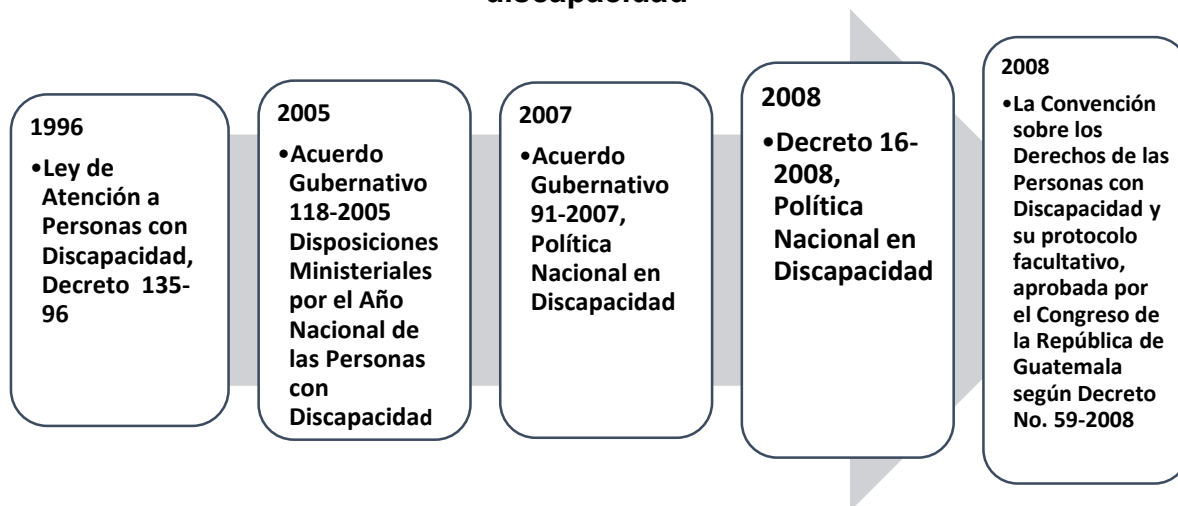 discapacidad
1996
•Ley de
Atención a
Personas con
Discapacidad,
Decreto 135-
96
2005
•Acuerdo
Gubernativo
118-2005
Disposiciones
Ministeriales
por el Año
Nacional de
las Personas
con
Discapacidad
2007
•Acuerdo
Gubernativo
91-2007,
Política
Nacional en
Discapacidad
2008
•Decreto 16-
2008,
Política
Nacional en
Discapacidad
2008
•La Convención
sobre los
Derechos de las
Personas con
Discapacidad y
su protocolo
facultativo,
aprobada por
el Congreso de
la República de
Guatemala
según Decreto
No. 59-2008